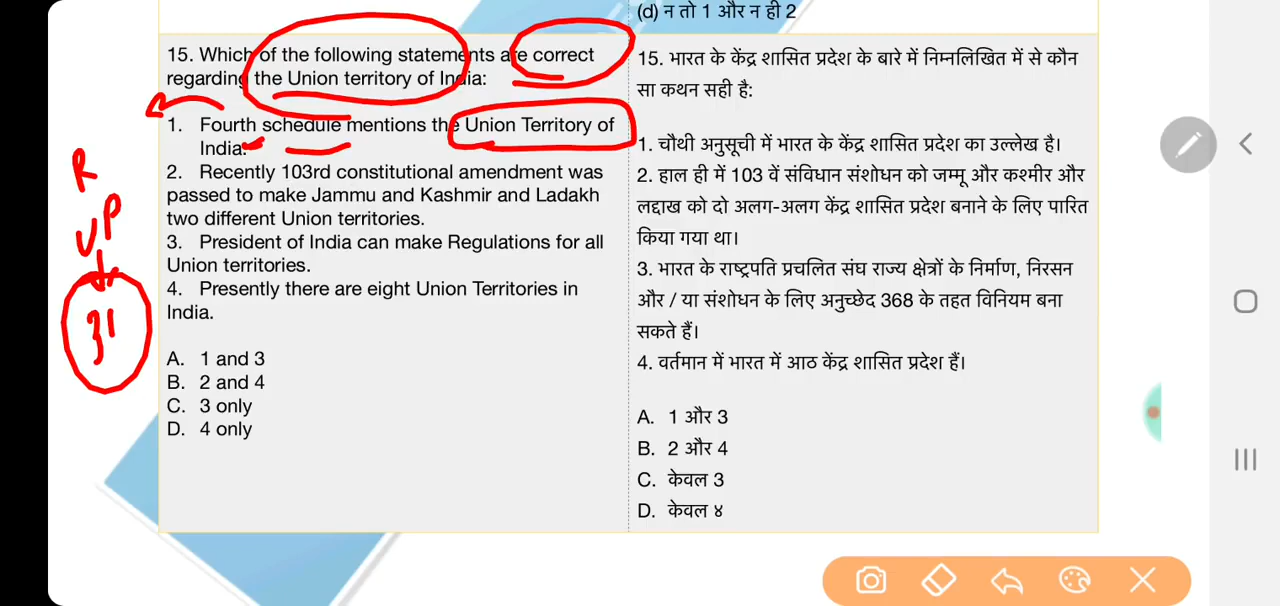 (d) न तो 1 और न ही 2
15. Which of the following statements are correct
regarding the Union territory of India:
1. Fourth schedule mentions the Union Territory of
India.
2. Recently 103rd constitutional amendment was
passed to make Jammu and Kashmir and Ladakh
two different Union territories.
3. President of India can make Regulations for all
Union territories.
4. Presently there are eight Union Territories in
India.
A. 1 and 3
B. 2 and 4
C. 3 only
D. 4 only
15. भारत के केंद्र शासित प्रदेश के बारे में निम्नलिखित में से कौन
सा कथन सही है:
1. चौथी अनुसूची में भारत के केंद्र शासित प्रदेश का उल्लेख है।
2. हाल ही में 103 वें संविधान संशोधन को जम्मू और कश्मीर और
लद्दाख को दो अलग-अलग केंद्र शासित प्रदेश बनाने के लिए पारित
किया गया था।
3. भारत के राष्ट्रपति प्रचलित संघ राज्य क्षेत्रों के निर्माण, निरसन
और / या संशोधन के लिए अनुच्छेद 368 के तहत विनियम बना
सकते हैं।
4. वर्तमान में भारत में आठ केंद्र शासित प्रदेश हैं।
A. 1 और 3
B. 2 और 4
C. केवल 3
D. केवल ४
R
UP
31